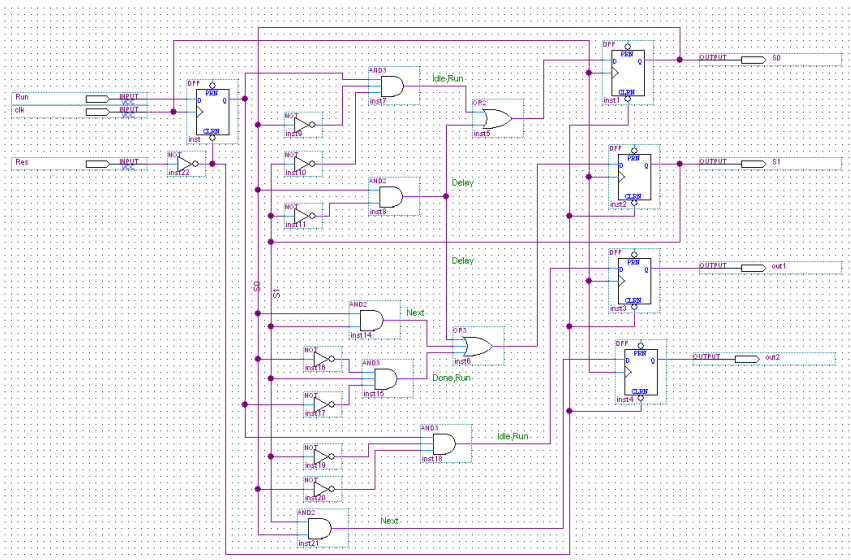 DFF
PRN
D Q
CLRN
inst1
OUTPUT
S0
AND3
Idle,Run
inst7
OR2
inst5
DFF
PRN
D Q
CLRN
inst
Run
INPUT
VCC
clk
INPUT
VCC
NOT
inst9
Res
INPUT
VCC
NOT
inst22
NOT
inst10
DFF
PRN
D Q
CLRN
inst2
OUTPUT
S1
AND2
inst8
Delay
NOT
inst11
Delay
DFF
PRN
D Q
CLRN
inst3
OUTPUT
out1
S0
S1
AND2
Next
inst14
OR3
inst6
DFF
PRN
D Q
CLRN
inst4
OUTPUT
out2
NOT
inst16
AND3
inst15
Done,Run
NOT
inst17
AND3
Idle,Run
inst18
NOT
inst19
NOT
inst20
AND2
Next
inst21